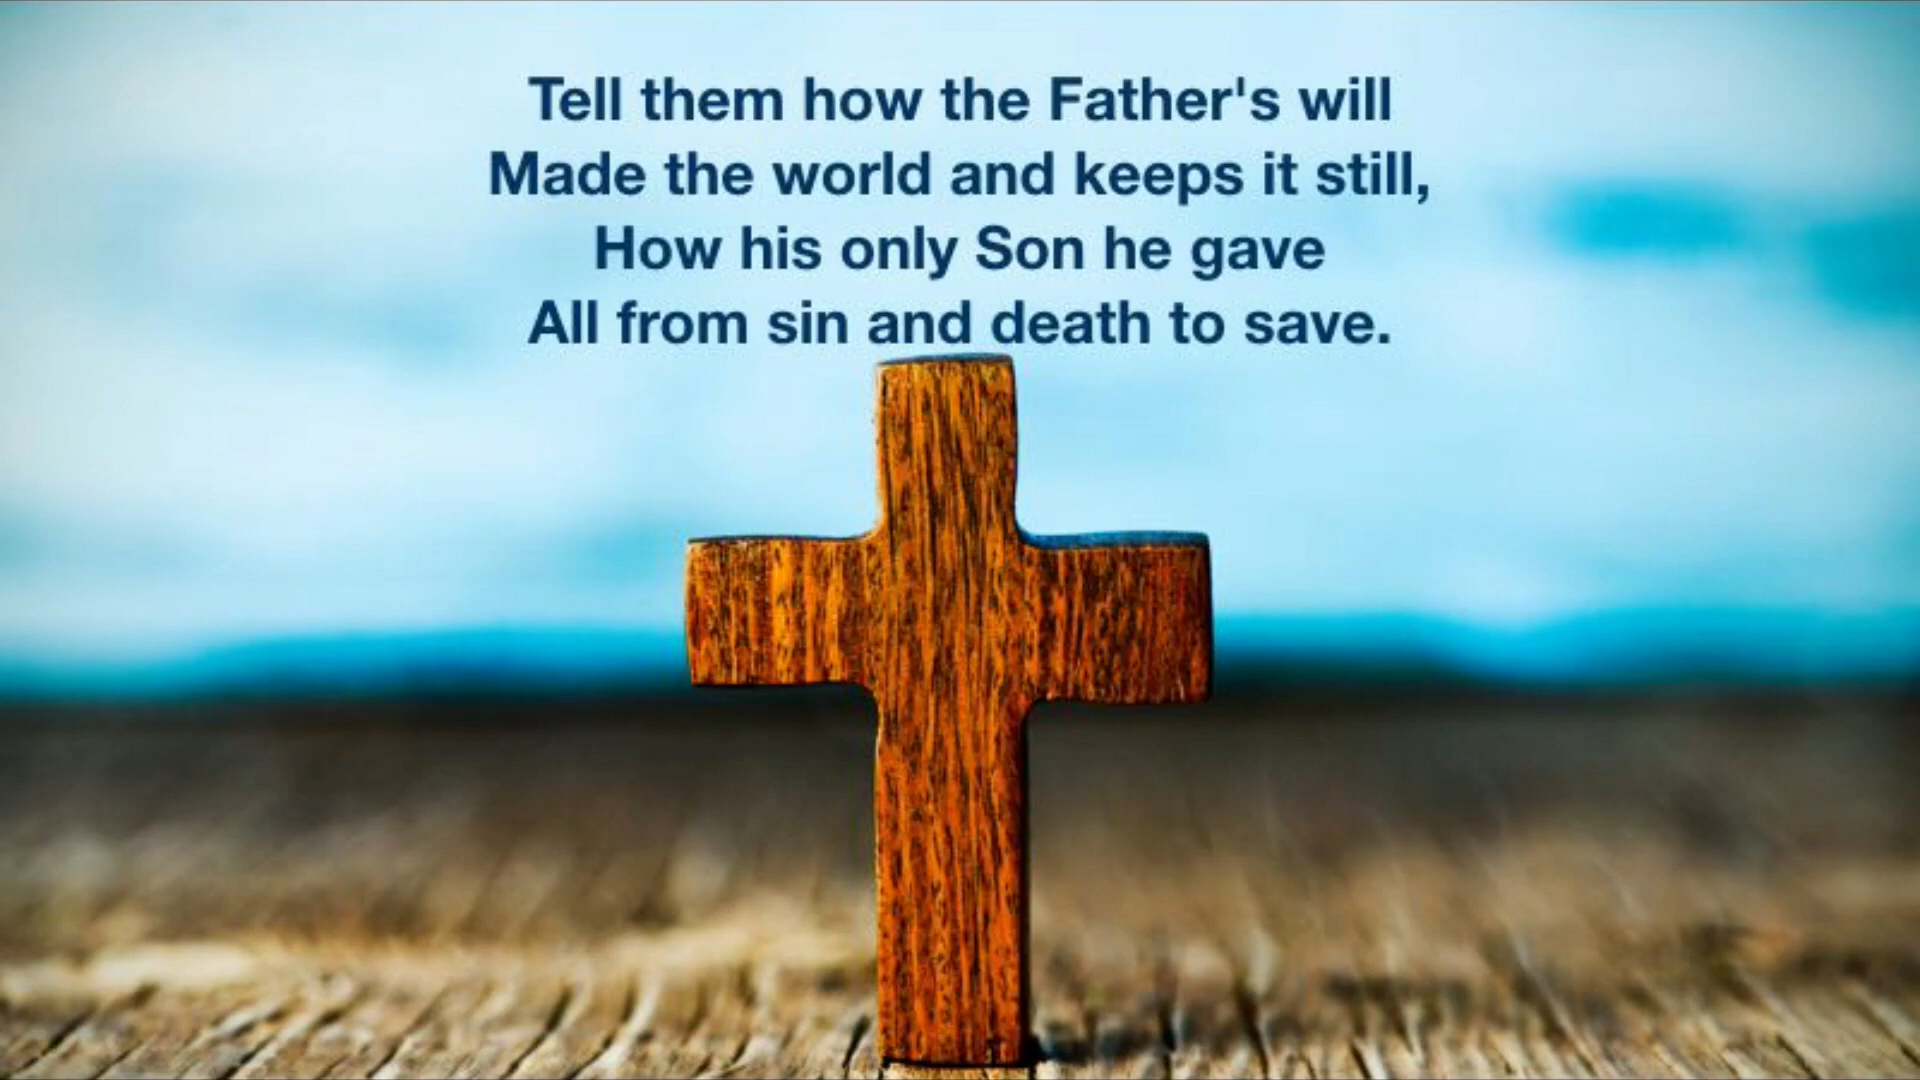 Tell them how the Father's will
Made the world and keeps it still,
How his only Son he gave
All from sin and death to save.